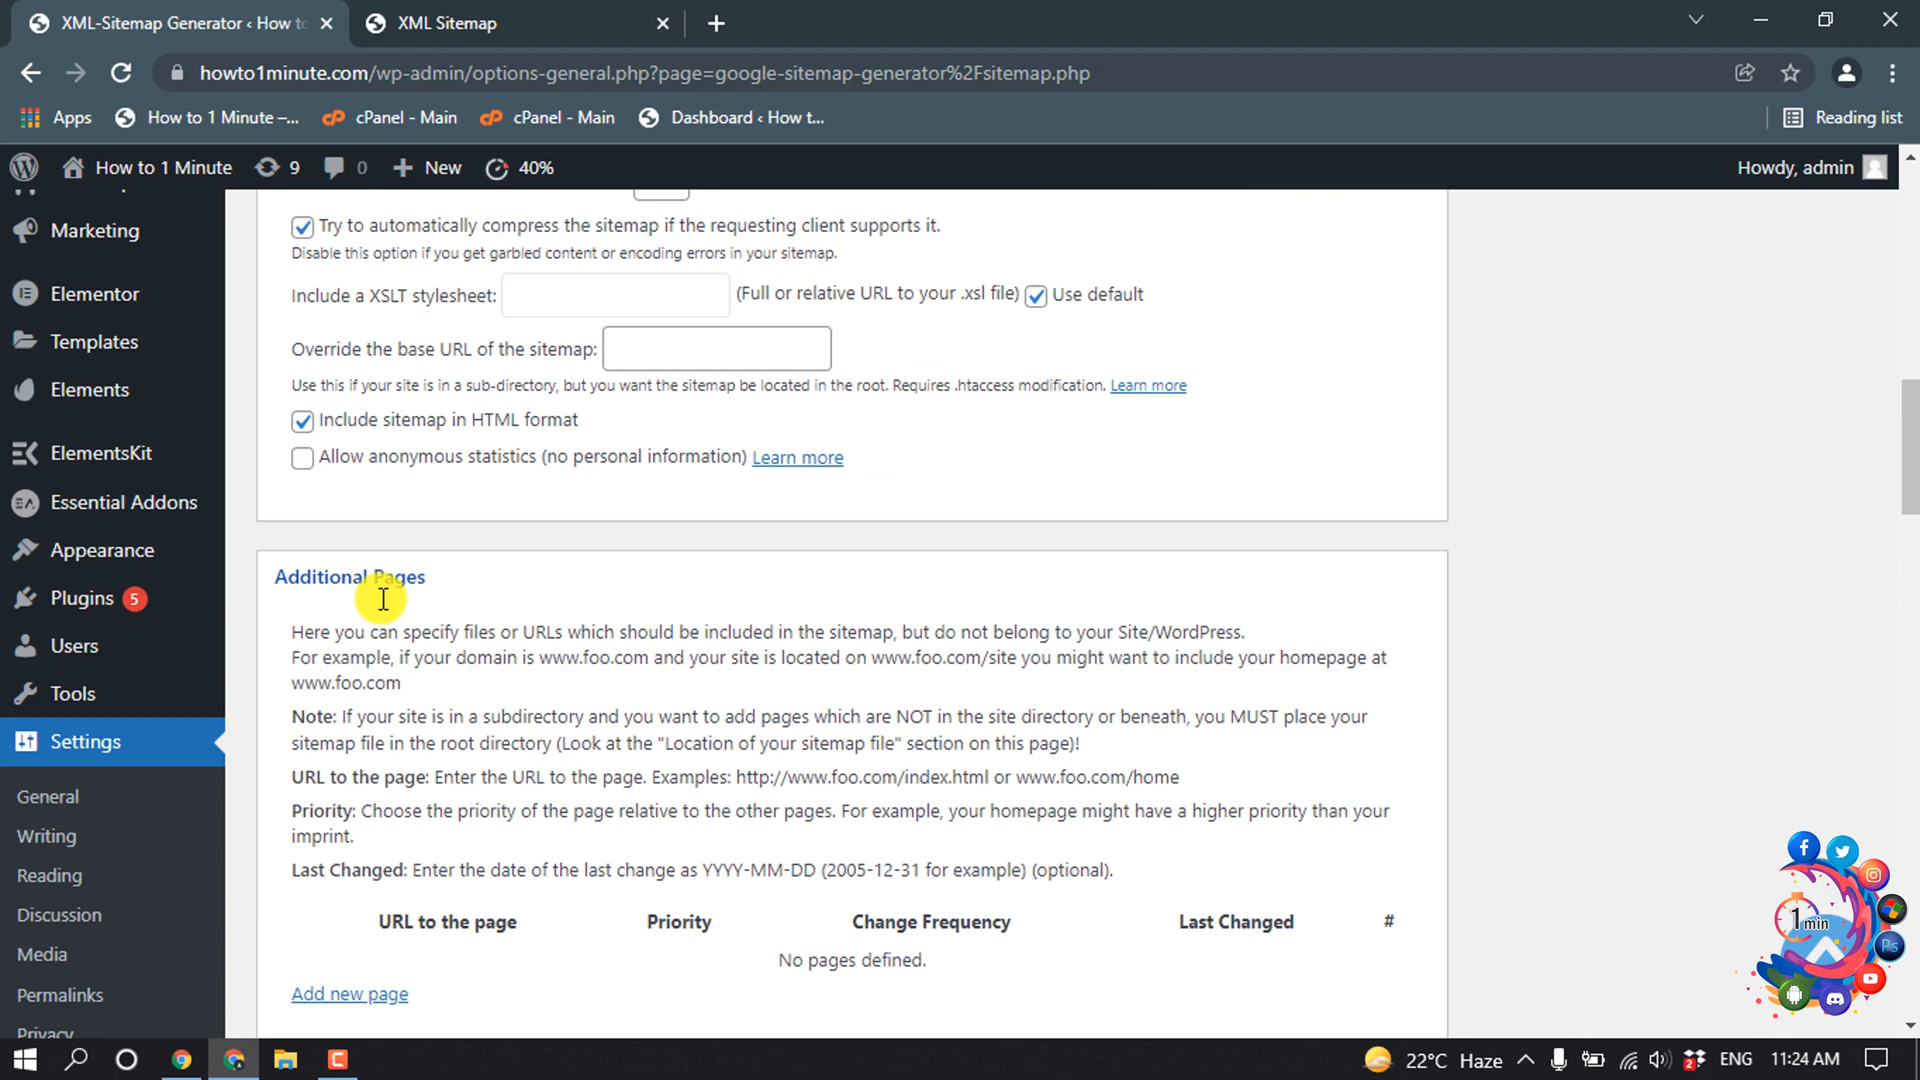 XML-Sitemap Generator ‹ How to
XML Sitemap
howto1minute.com/wp-admin/options-general.php?page=google-sitemap-generator%2Fsitemap.php
Apps
How to 1 Minute –...
cPanel - Main
cPanel - Main
Dashboard ‹ How t...
Reading list
How to 1 Minute
9
0
New
40%
Howdy, admin
Marketing
Elementor
Templates
Elements
ElementsKit
Essential Addons
Appearance
Plugins 5
Users
Tools
Settings
General
Writing
Reading
Discussion
Media
Permalinks
Privacy
Try to automatically compress the sitemap if the requesting client supports it.
Disable this option if you get garbled content or encoding errors in your sitemap.
Include a XSLT stylesheet: (Full or relative URL to your .xsl file) Use default
Override the base URL of the sitemap:
Use this if your site is in a sub-directory, but you want the sitemap be located in the root. Requires .htaccess modification. Learn more
Include sitemap in HTML format
Allow anonymous statistics (no personal information) Learn more
Additional Pages
Here you can specify files or URLs which should be included in the sitemap, but do not belong to your Site/WordPress.
For example, if your domain is www.foo.com and your site is located on www.foo.com/site you might want to include your homepage at
www.foo.com
Note: If your site is in a subdirectory and you want to add pages which are NOT in the site directory or beneath, you MUST place your
sitemap file in the root directory (Look at the "Location of your sitemap file" section on this page)!
URL to the page: Enter the URL to the page. Examples: http://www.foo.com/index.html or www.foo.com/home
Priority: Choose the priority of the page relative to the other pages. For example, your homepage might have a higher priority than your
imprint.
Last Changed: Enter the date of the last change as YYYY-MM-DD (2005-12-31 for example) (optional).
URL to the page Priority Change Frequency Last Changed #
No pages defined.
Add new page
1 min
Ps
22°C Haze
2
ENG
11:24 AM